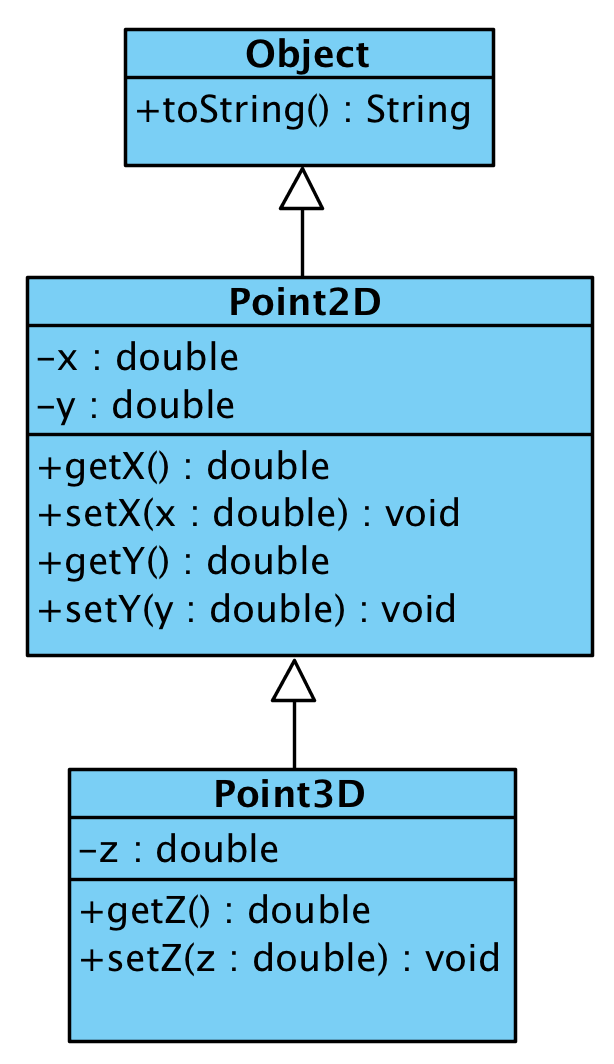 Object
+toString() : String
Point2D
-x : double
-y : double
+getX() : double
+setX(x : double) : void
+getY() : double
+setY(y : double) : void
Point3D
-z : double
+getZ() : double
+setZ(z : double) : void